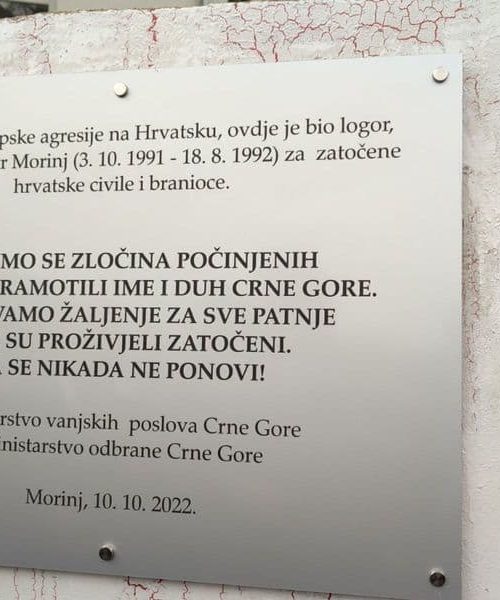 pske agresije na Hrvatsku, ovdje je bio logor,
r Morinj (3. 10. 1991 - 18. 8. 1992) za zatočene
hrvatske civile i branioce.
MO SE ZLOČINA POČINJENIH
RAMOTILI IME I DUH CRNE GORE.
VAMO ŽALJENJE ZA SVE PATNJE
SU PROŽIVJELI ZATOČENI.
A SE NIKADA NE PONOVI!
rstvo vanjskih poslova Crne Gore
inistarstvo odbrane Crne Gore
Morinj, 10. 10. 2022.